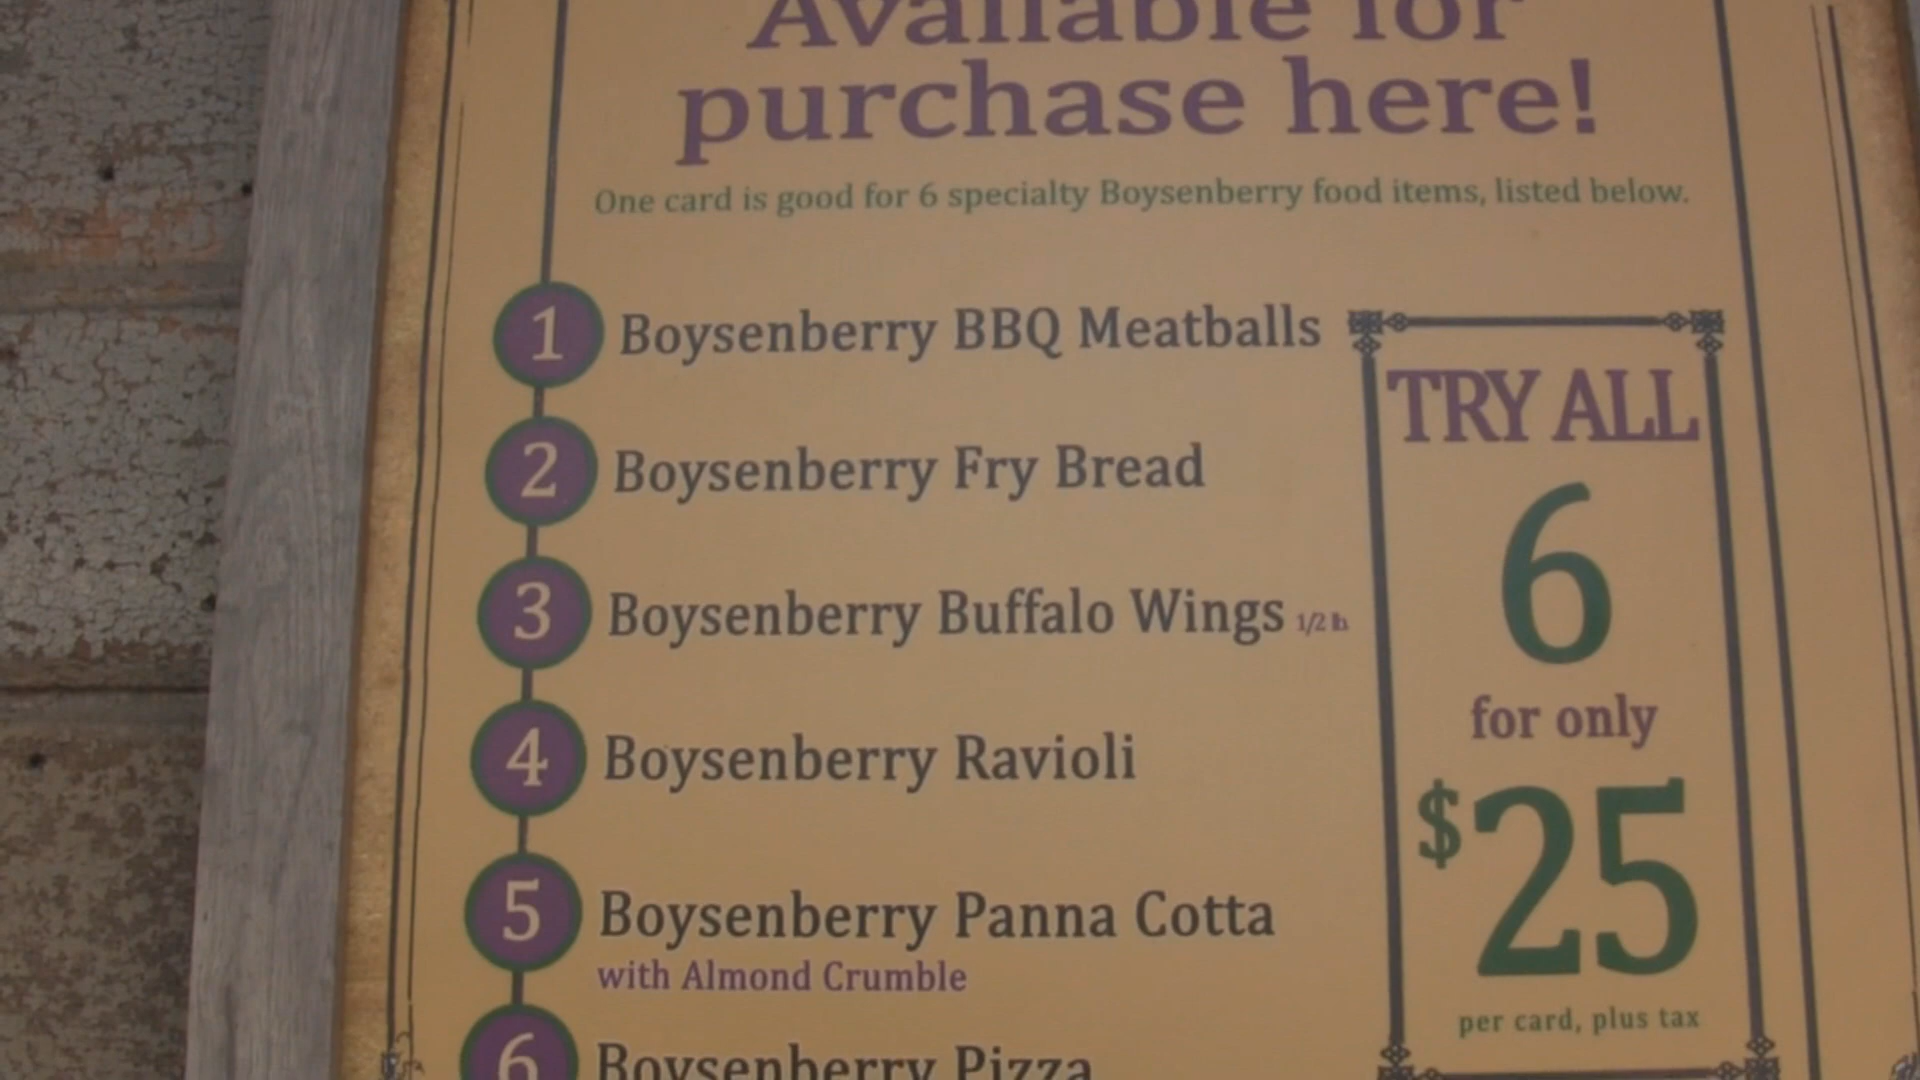 Available for
purchase here!
One card is good for 6 specialty Boysenberry food items, listed below.
1 Boysenberry BBQ Meatballs
2 Boysenberry Fry Bread
3 Boysenberry Buffalo Wings 1/2 lb
4 Boysenberry Ravioli
5 Boysenberry Panna Cotta
with Almond Crumble
6 Boysenberry Pizza
TRY ALL
6
for only
$25
per card, plus tax